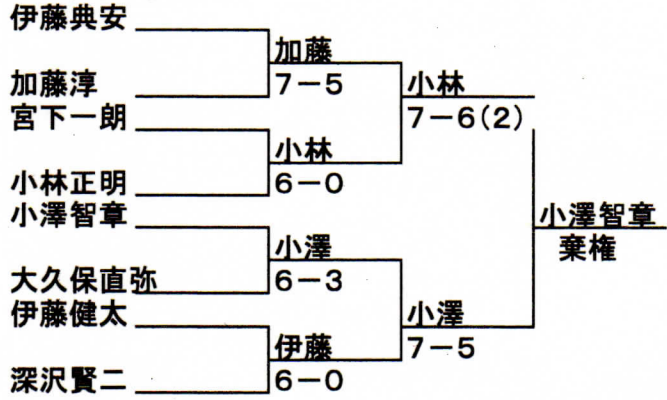 伊藤典安
加藤
加藤淳
7-5
小林
宮下一朗
7-6(2)
小林
小林正明
6-0
小澤智章
小澤智章
棄権
小澤
大久保直弥
6-3
伊藤健太
小澤
伊藤
7-5
深沢賢二
6-0